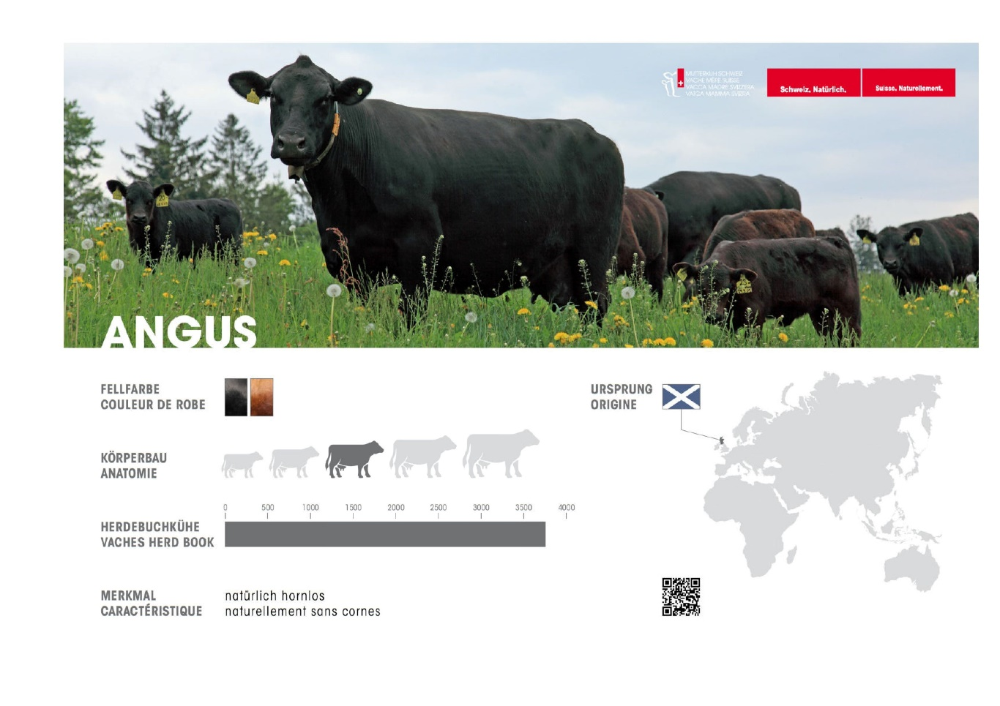 MUTTERKUH SCHWEIZ
VACHE MÈRE SUISSE
VACCA MADRE SVIZZERA
VATGA MAMMA SVIZRA
Schweiz. Natürlich.
Suisse. Naturellement.
ANGUS
FELLFARBE
COULEUR DE ROBE
URSPRUNG
ORIGINE
KÖRPERBAU
ANATOMIE
0 500 1000 1500 2000 2500 3000 3500 4000
HERDEBUCHKÜHE
VACHES HERD BOOK
MERKMAL
CARACTÉRISTIQUE
natürlich hornlos
naturellement sans cornes